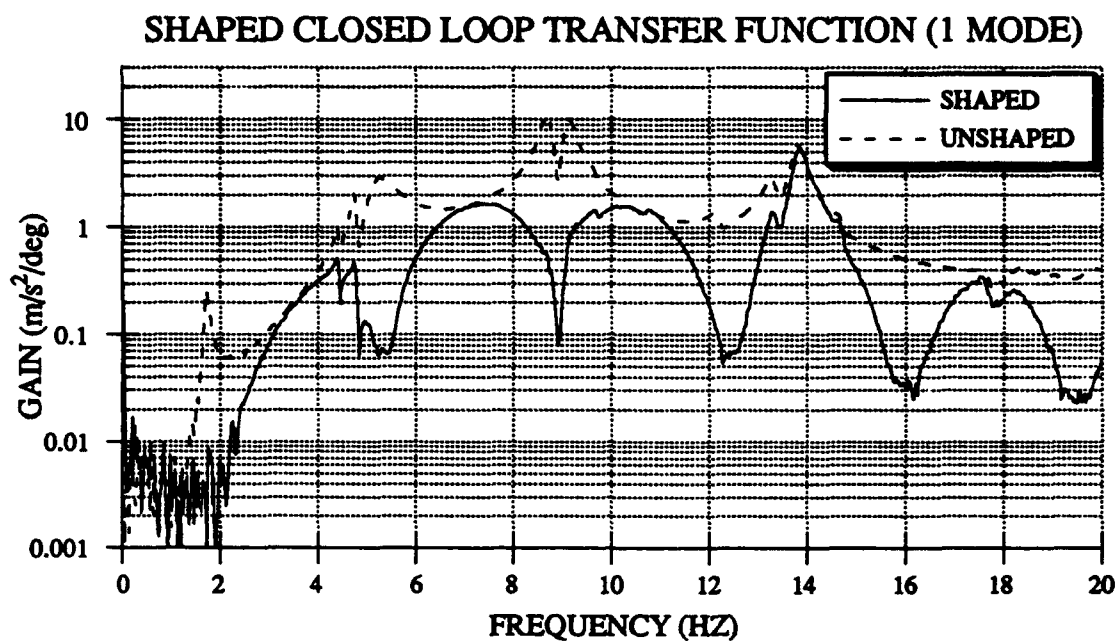 SHAPED CLOSED LOOP TRANSFER FUNCTION (1 MODE)
SHAPED
UNSHAPED
10
1
0.1
0.01
0.001
GAIN (m/s²/deg)
0 2 4 6 8 10 12 14 16 18 20
FREQUENCY (HZ)